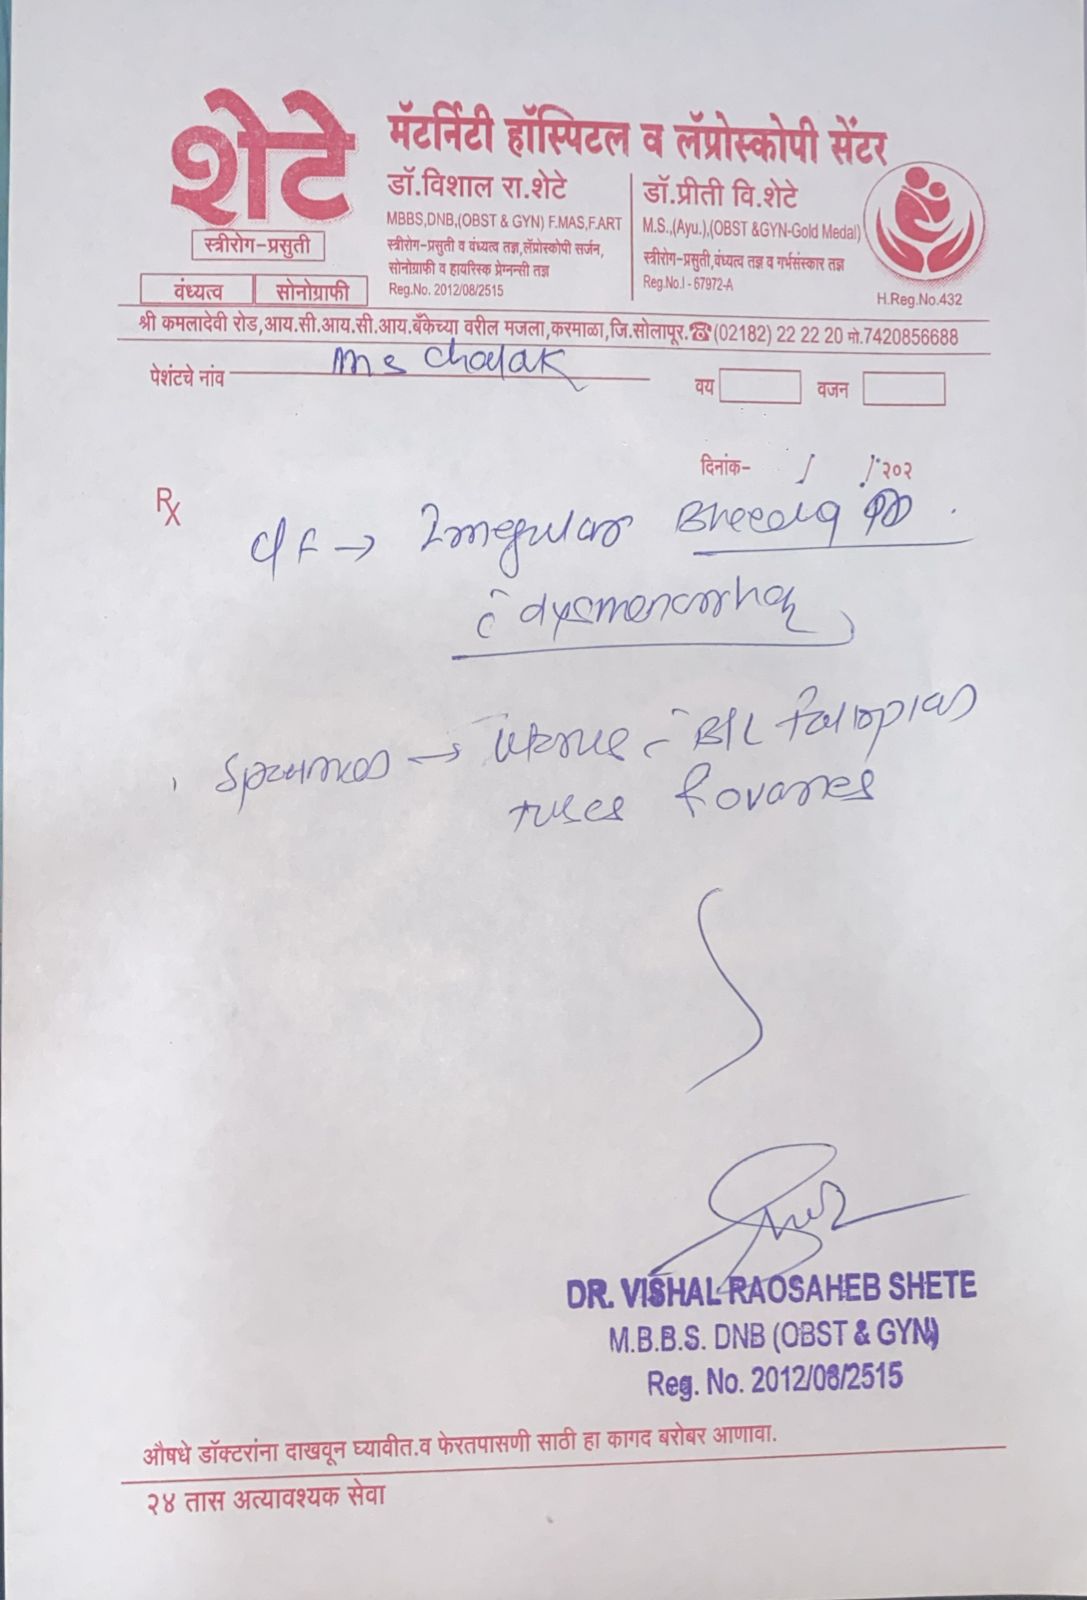 शेटे
मॅटर्निटी हॉस्पिटल व लॅप्रोस्कोपी सेंटर
स्त्रीरोग-प्रसुती
वंध्यत्व सोनोग्राफी
डॉ.विशाल रा.शेटे
MBBS,DNB,(OBST & GYN) F.MAS,F.ART
स्त्रीरोग-प्रसुती व वंध्यत्व तज्ञ,लॅप्रोस्कोपी सर्जन,
सोनोग्राफी व हायरिस्क प्रेग्नन्सी तज्ञ
Reg.No. 2012/08/2515
डॉ.प्रीती वि.शेटे
M.S.,(Ayu.),(OBST &GYN-Gold Medal)
स्त्रीरोग-प्रसुती,वंध्यत्व तज्ञ व गर्भसंस्कार तज्ञ
Reg.No.I - 67972-A
H.Reg.No.432
श्री कमलादेवी रोड,आय.सी.आय.सी.आय.बँकेच्या वरील मजला,करमाळा,जि.सोलापूर.☎(02182) 22 22 20 मो.7420856688
पेशंटचे नांव Ms Chalak वय वजन
दिनांक- / /२०२
Rx
c/f → Irregular Bleeding PV
c̄ dysmenorrhea
Specimen → Uterus c̄ B/L fallopian
tubes & ovaries
DR. VISHAL RAOSAHEB SHETE
M.B.B.S. DNB (OBST & GYN)
Reg. No. 2012/08/2515
औषधे डॉक्टरांना दाखवून घ्यावीत.व फेरतपासणी साठी हा कागद बरोबर आणावा.
२४ तास अत्यावश्यक सेवा